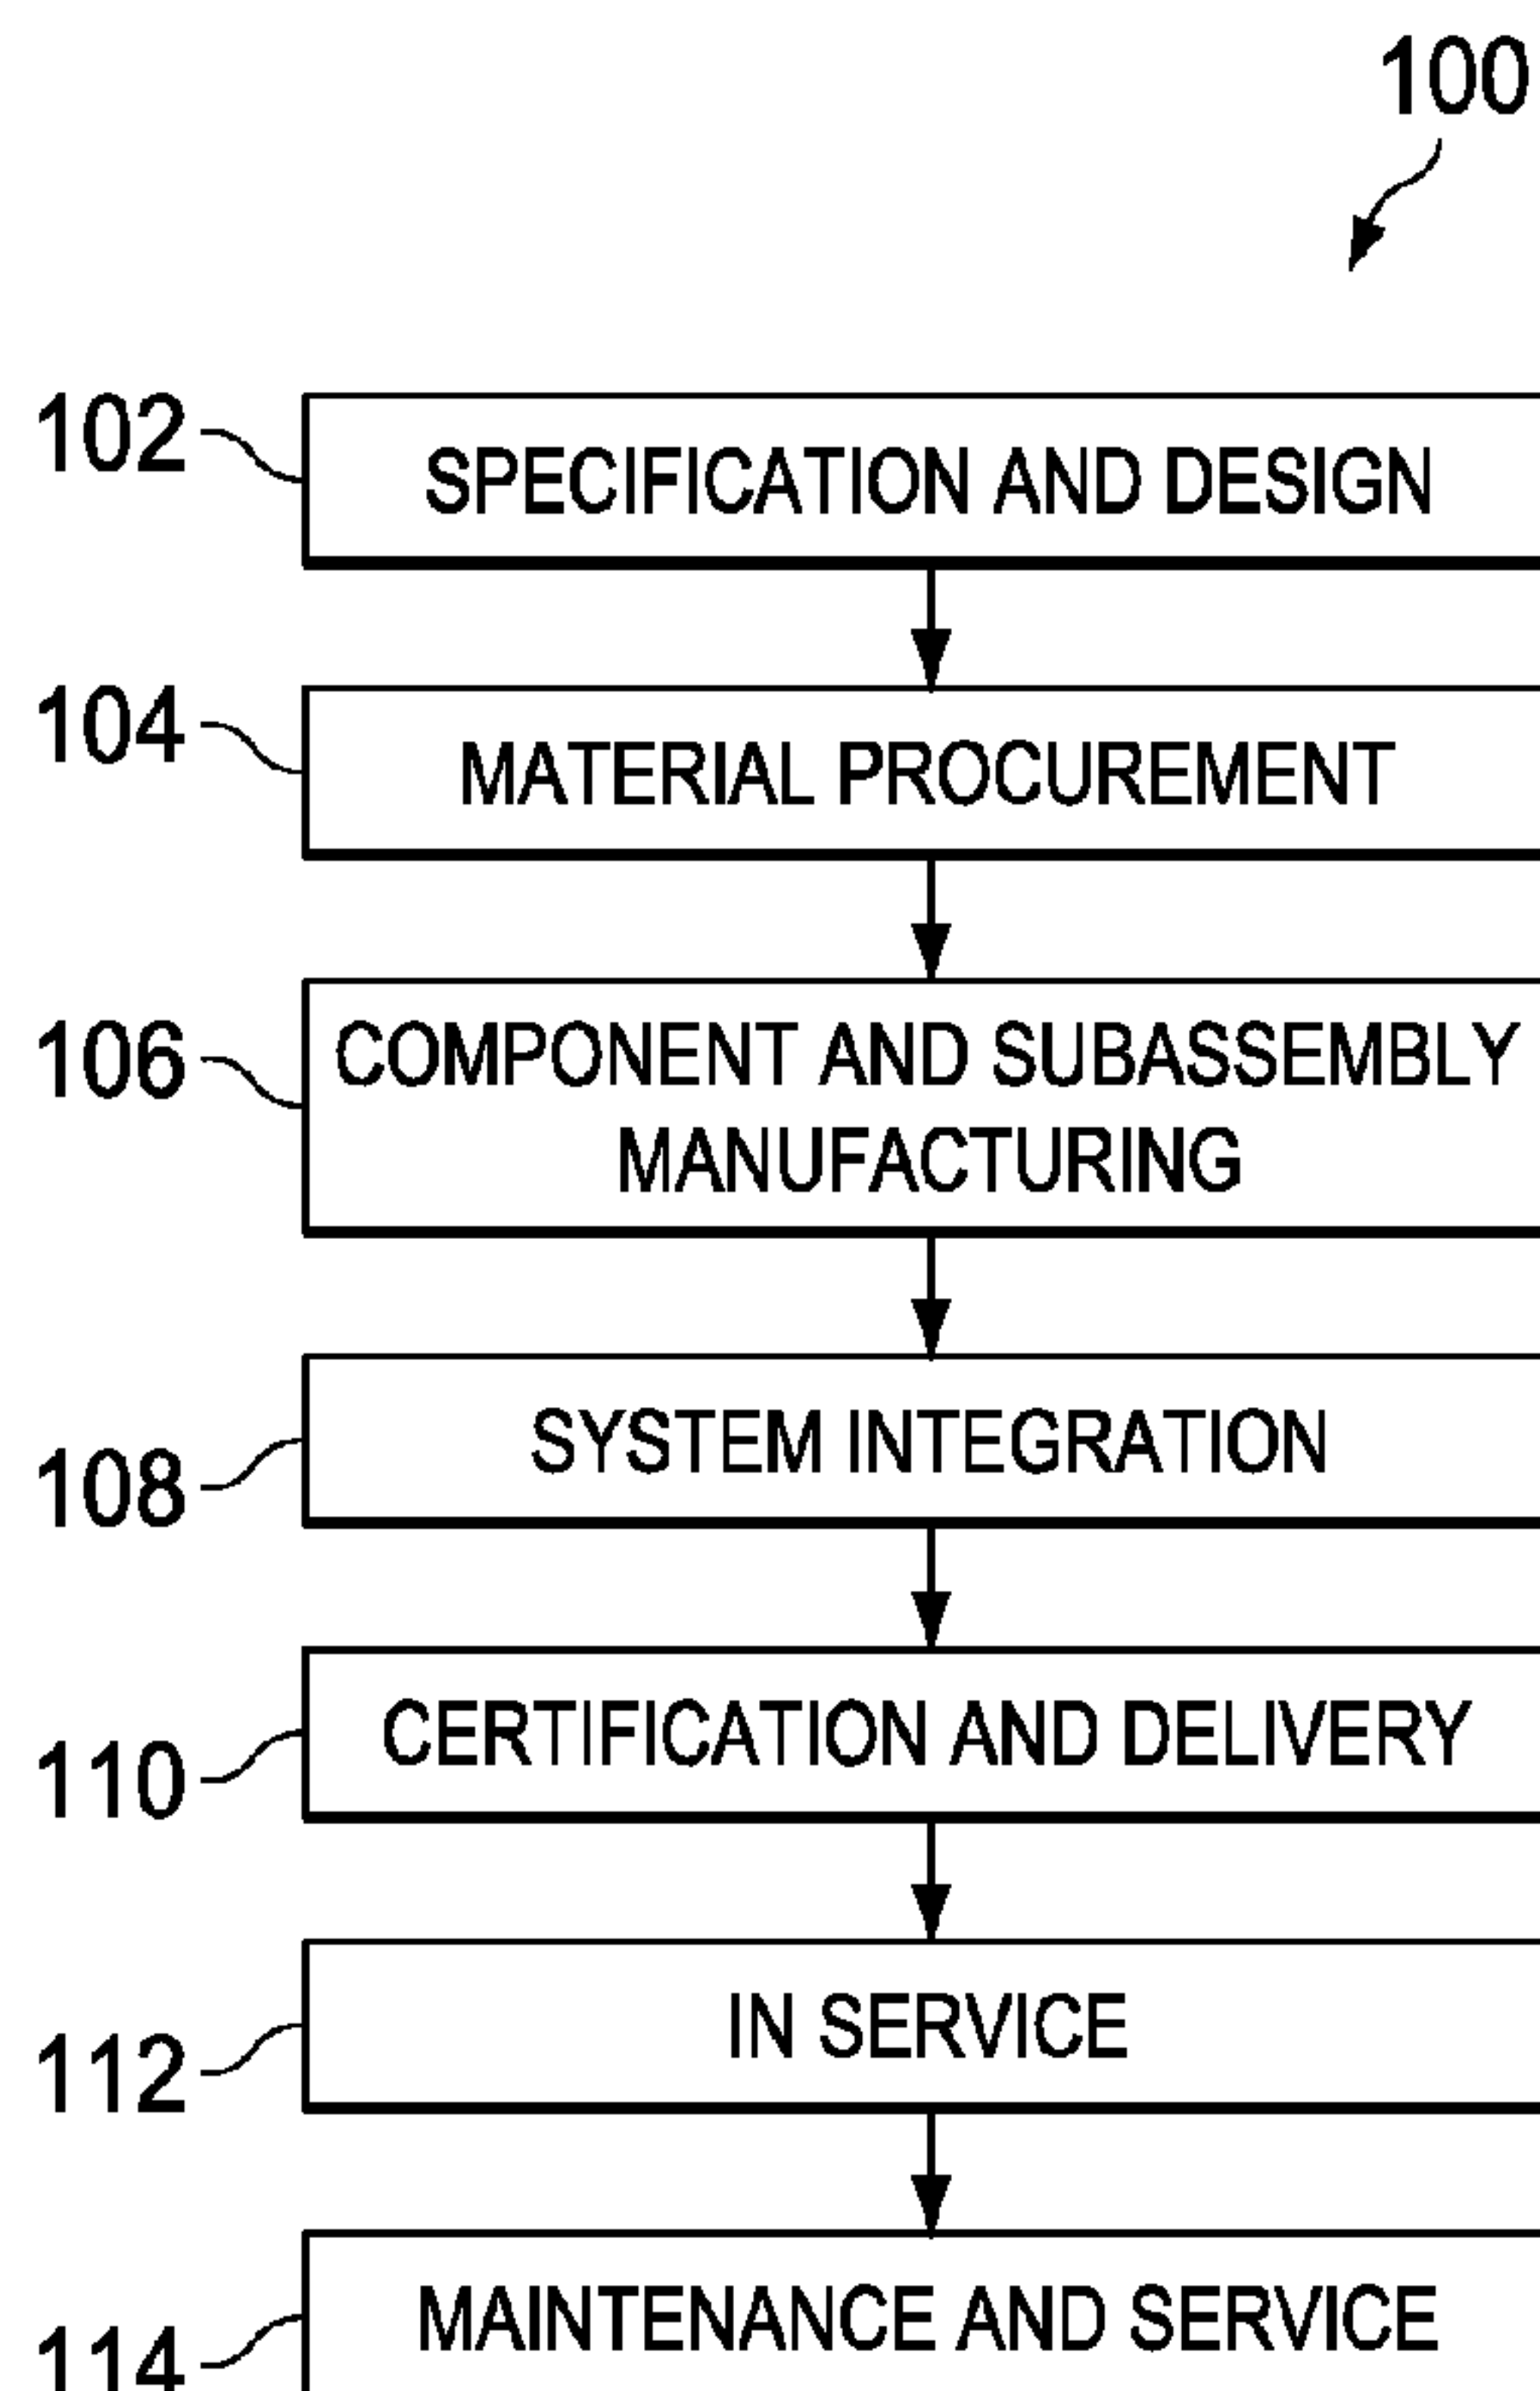 100
102
SPECIFICATION AND DESIGN
104
MATERIAL PROCUREMENT
106
COMPONENT AND SUBASSEMBLY
MANUFACTURING
108
SYSTEM INTEGRATION
110
CERTIFICATION AND DELIVERY
112
IN SERVICE
114
MAINTENANCE AND SERVICE